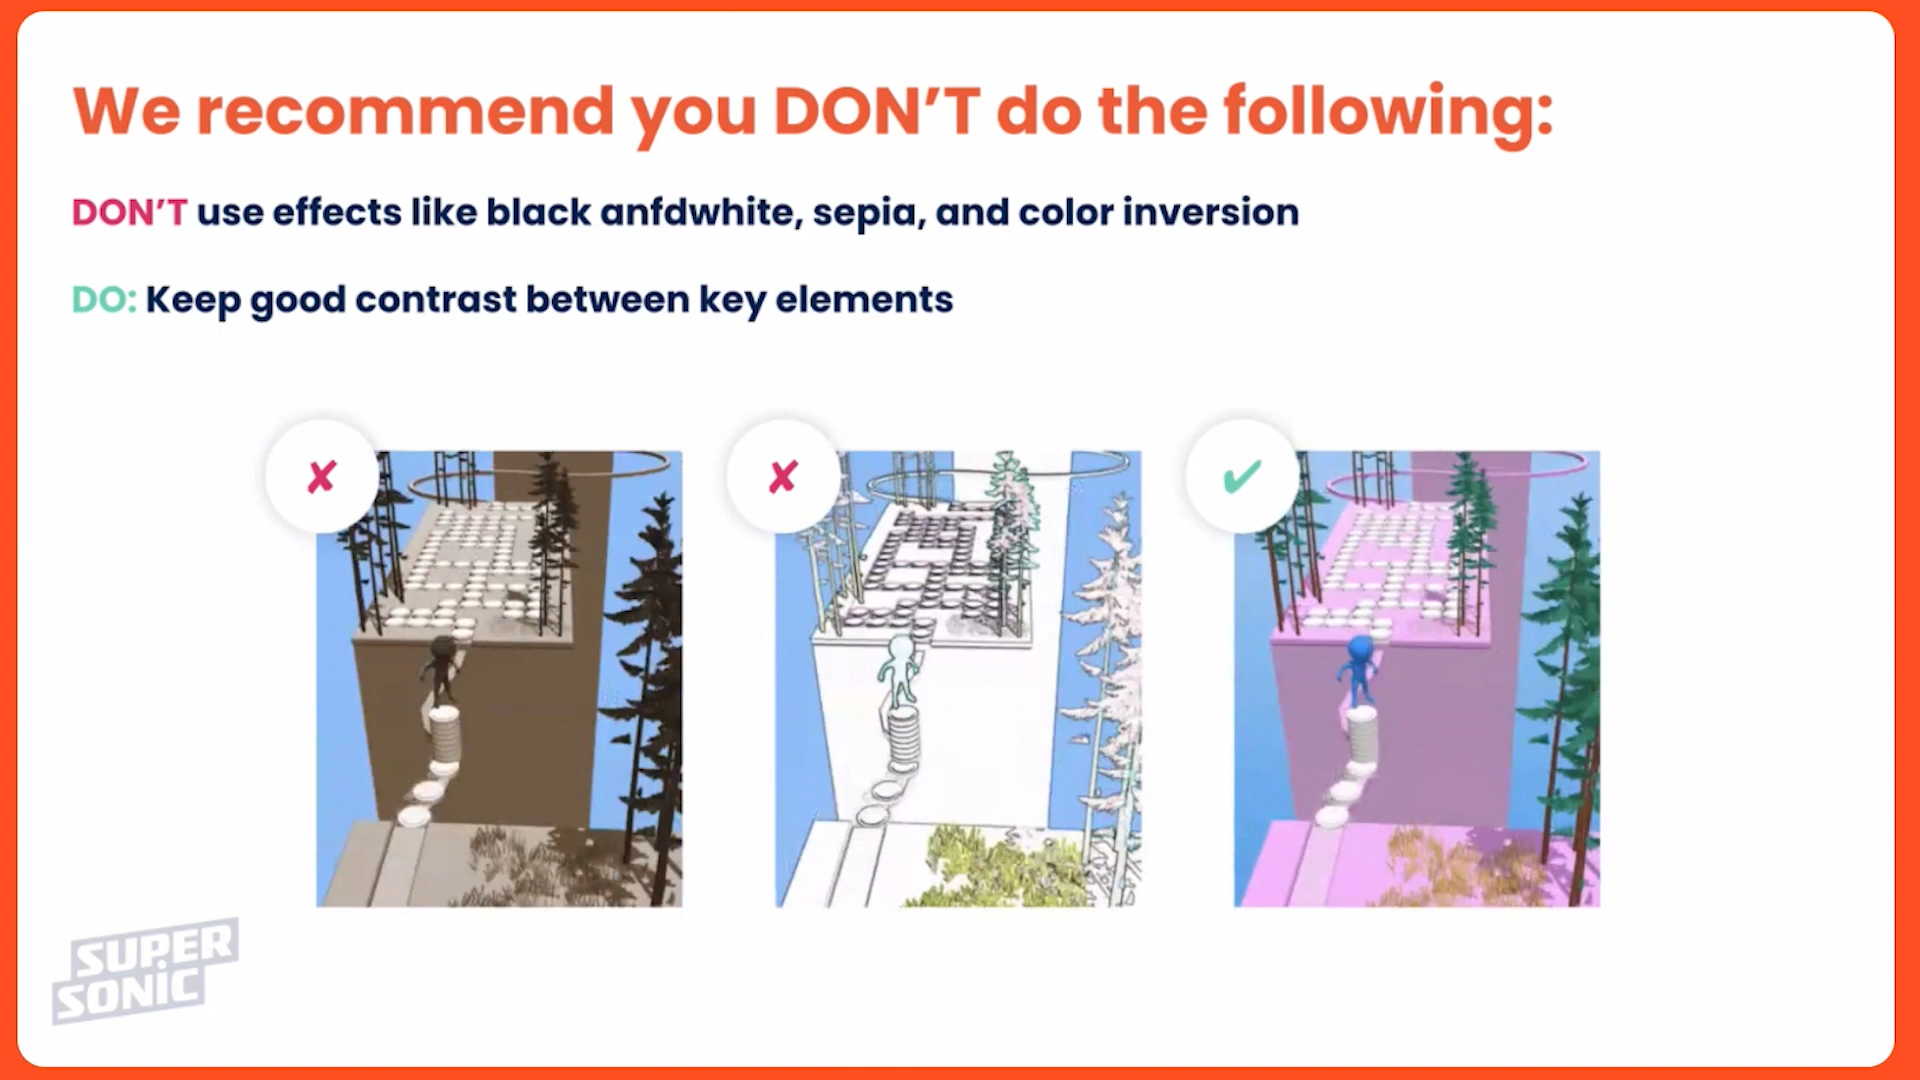 We recommend you DON'T do the following:
DON'T use effects like black anfdwhite, sepia, and color inversion
DO: Keep good contrast between key elements
SUPER
SONIC